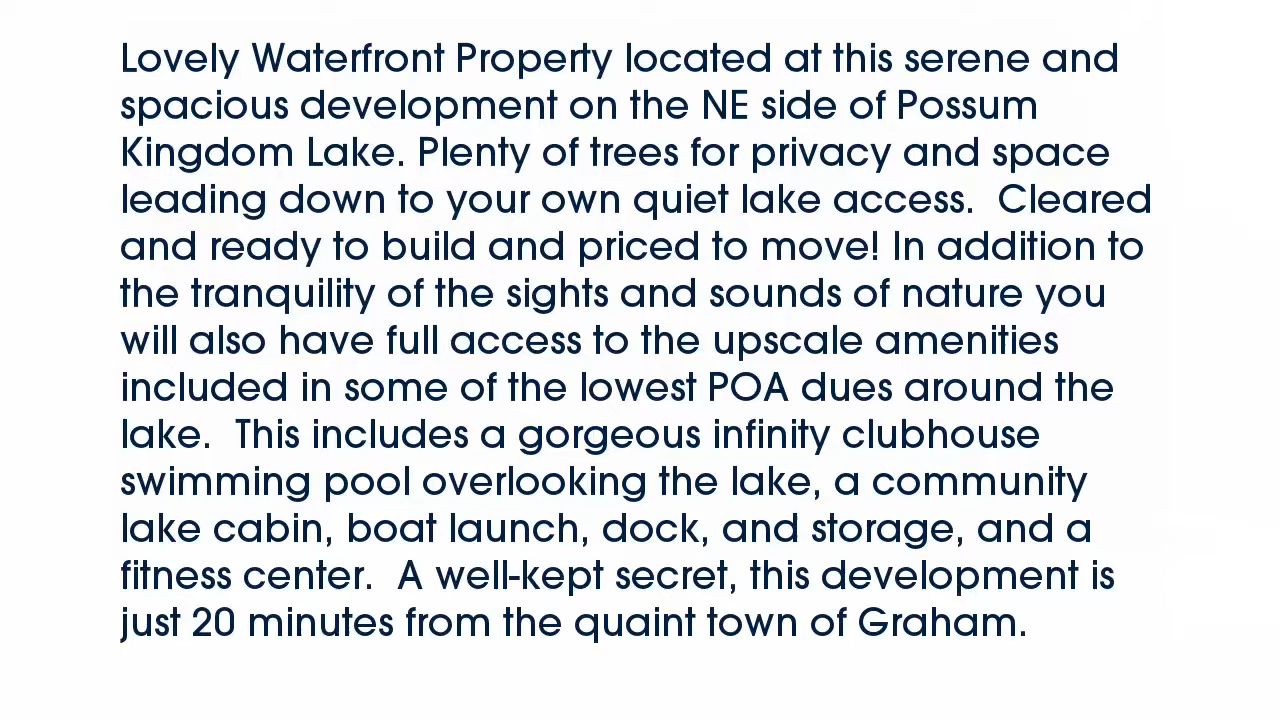 Lovely Waterfront Property located at this serene and
spacious development on the NE side of Possum
Kingdom Lake. Plenty of trees for privacy and space
leading down to your own quiet lake access.  Cleared
and ready to build and priced to move! In addition to
the tranquility of the sights and sounds of nature you
will also have full access to the upscale amenities
included in some of the lowest POA dues around the
lake.  This includes a gorgeous infinity clubhouse
swimming pool overlooking the lake, a community
lake cabin, boat launch, dock, and storage, and a
fitness center.  A well-kept secret, this development is
just 20 minutes from the quaint town of Graham.